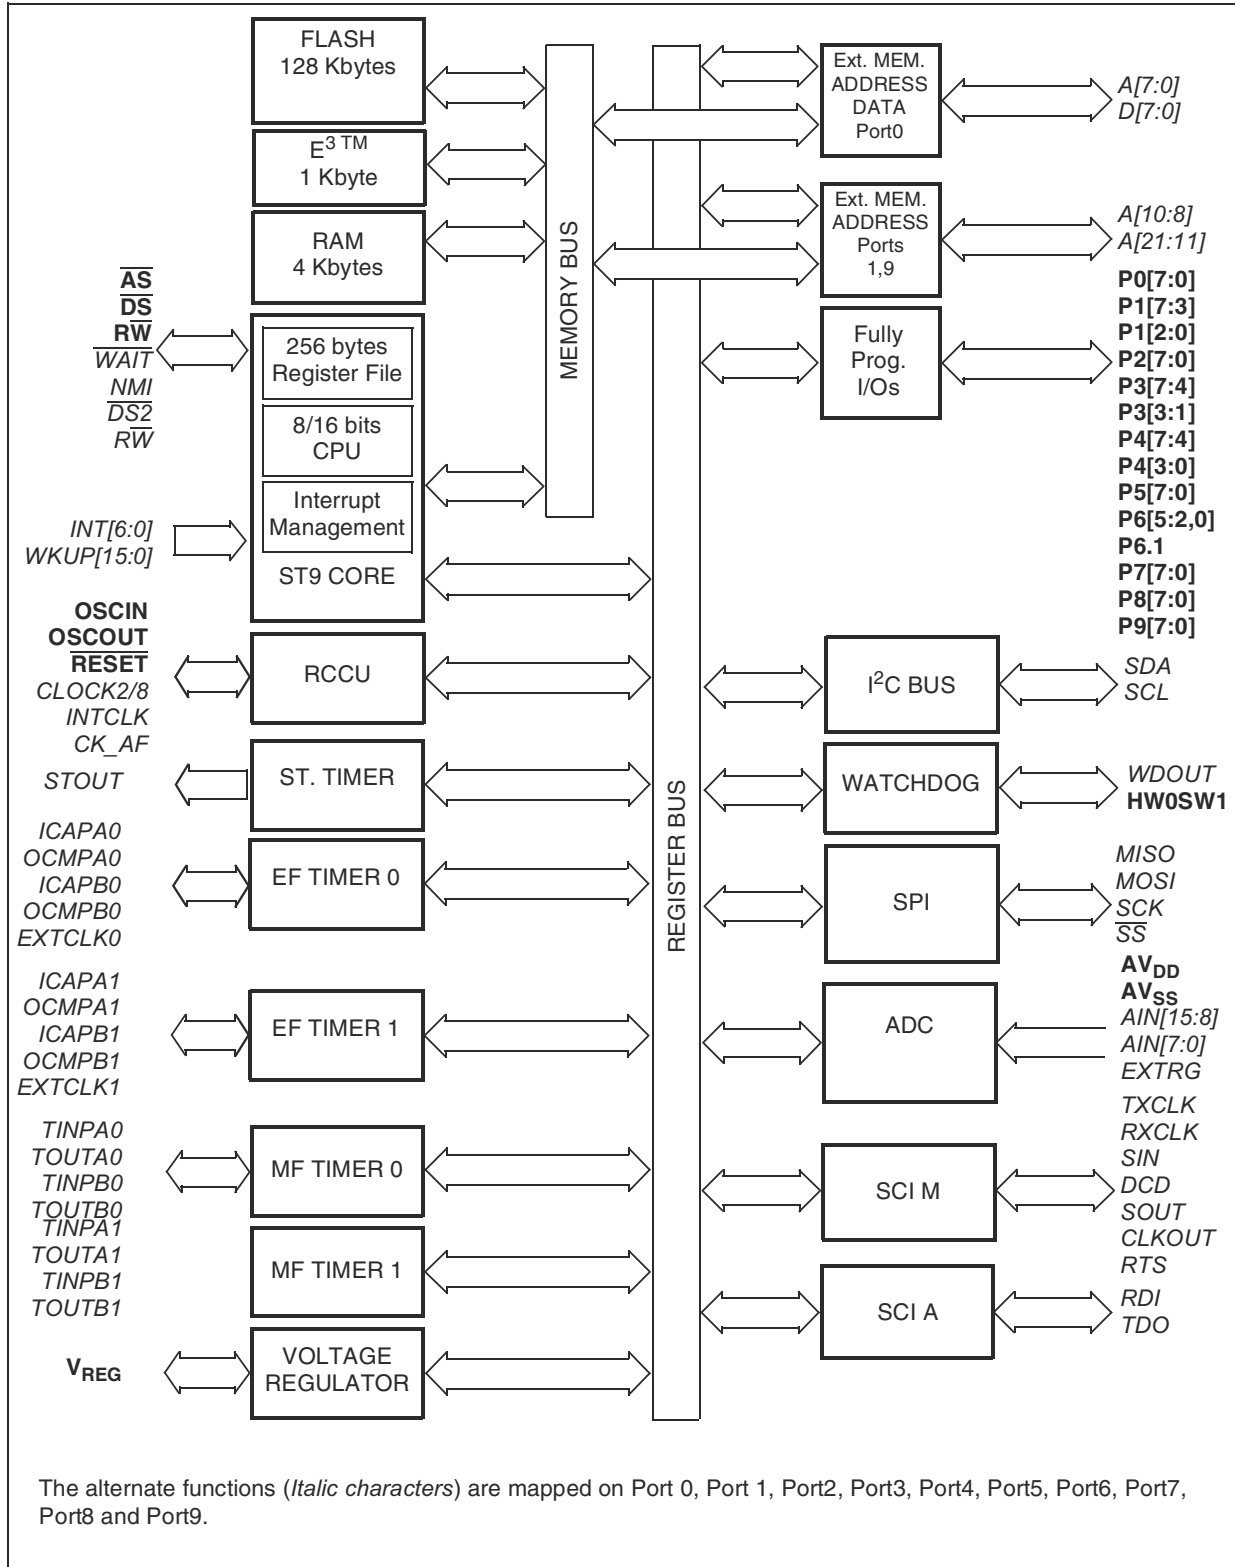 FLASH
128 Kbytes
E3 TM
1 Kbyte
RAM
4 Kbytes
A̅S̅
D̅S̅
RW̅
W̅A̅I̅T̅
NMI
D̅S̅2̅
RW̅
256 bytes
Register File
8/16 bits
CPU
Interrupt
Management
ST9 CORE
INT[6:0]
WKUP[15:0]
OSCIN
OSCOUT
R̅E̅S̅E̅T̅
CLOCK2/8
INTCLK
CK_AF
RCCU
STOUT
ST. TIMER
ICAPA0
OCMPA0
ICAPB0
OCMPB0
EXTCLK0
EF TIMER 0
ICAPA1
OCMPA1
ICAPB1
OCMPB1
EXTCLK1
EF TIMER 1
TINPA0
TOUTA0
TINPB0
TOUTB0
MF TIMER 0
TINPA1
TOUTA1
TINPB1
TOUTB1
MF TIMER 1
VREG
VOLTAGE
REGULATOR
MEMORY BUS
REGISTER BUS
Ext. MEM.
ADDRESS
DATA
Port0
A[7:0]
D[7:0]
Ext. MEM.
ADDRESS
Ports
1,9
A[10:8]
A[21:11]
Fully
Prog.
I/Os
P0[7:0]
P1[7:3]
P1[2:0]
P2[7:0]
P3[7:4]
P3[3:1]
P4[7:4]
P4[3:0]
P5[7:0]
P6[5:2,0]
P6.1
P7[7:0]
P8[7:0]
P9[7:0]
I2C BUS
SDA
SCL
WATCHDOG
WDOUT
HW0SW1
SPI
MISO
MOSI
SCK
S̅S̅
ADC
AVDD
AVSS
AIN[15:8]
AIN[7:0]
EXTRG
SCI M
TXCLK
RXCLK
SIN
DCD
SOUT
CLKOUT
RTS
SCI A
RDI
TDO
The alternate functions (Italic characters) are mapped on Port 0, Port 1, Port2, Port3, Port4, Port5, Port6, Port7,
Port8 and Port9.